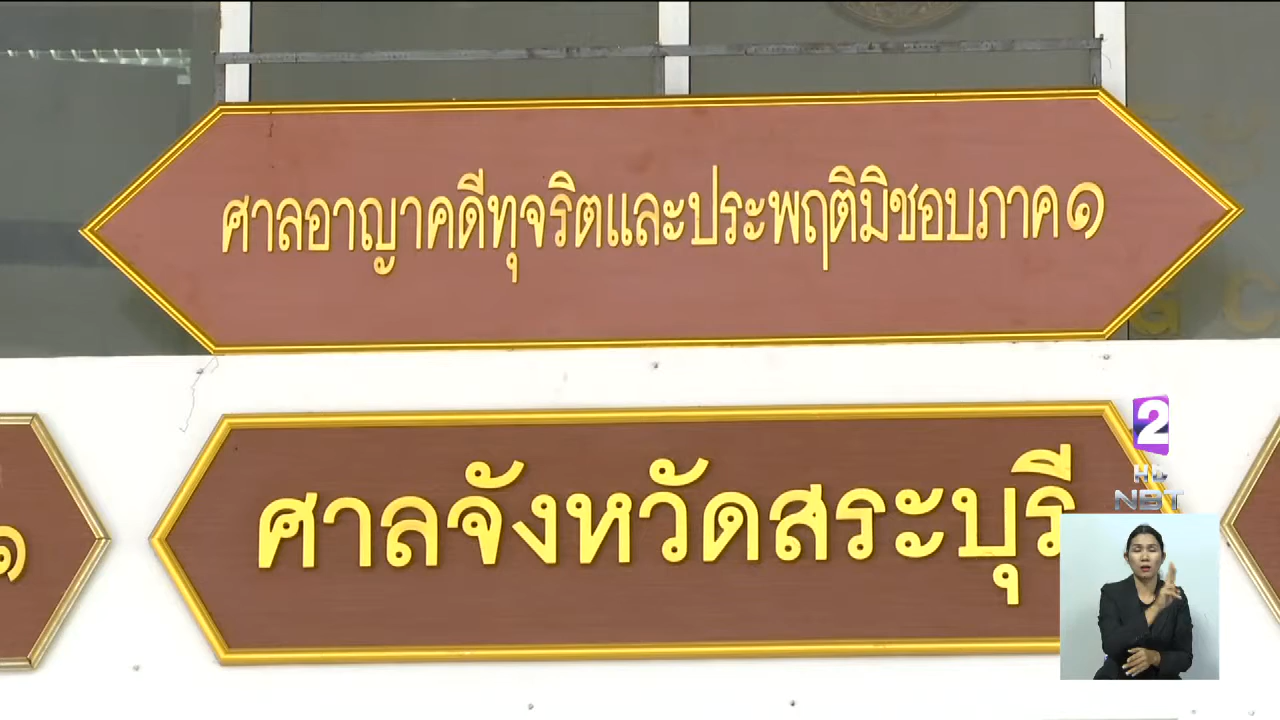 ศาลอาญาคดีทุจริตและประพฤติมิชอบภาค๑
ศาลจังหวัดสระบุรี
๑
2
HD
NBT
G C